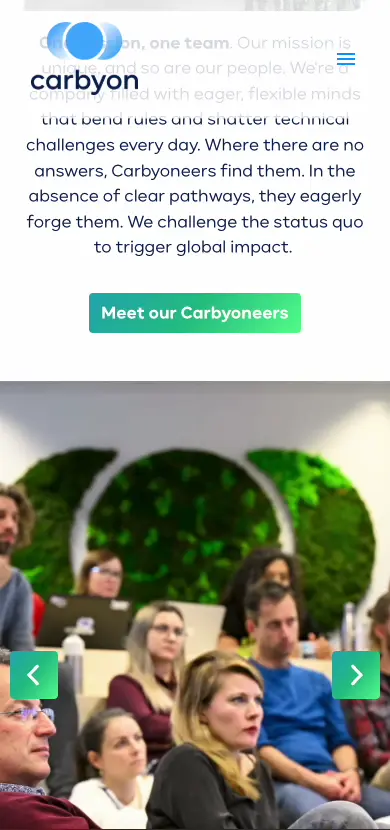 One mission, one team. Our mission is
unique, and so are our people. We're a
carbyon
company filled with eager, flexible minds
that bend rules and shatter technical
challenges every day. Where there are no
answers, Carbyoneers find them. In the
absence of clear pathways, they eagerly
forge them. We challenge the status quo
to trigger global impact.
Meet our Carbyoneers